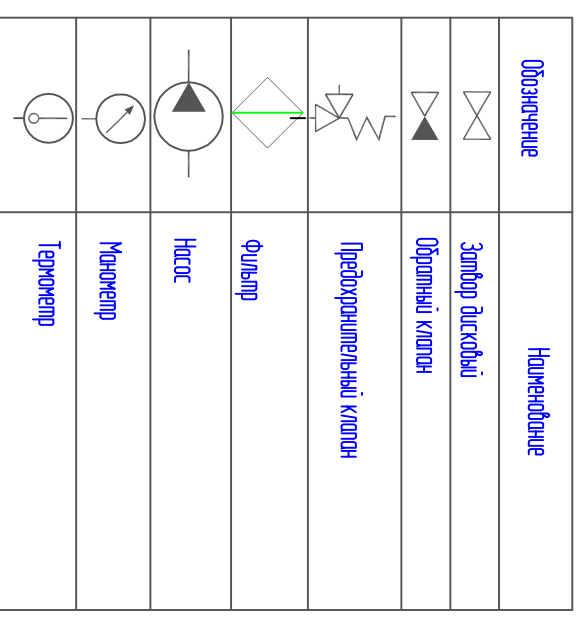 Обозначение
Наименование
Затвор дисковый
Обратный клапан
Предохранительный клапан
Фильтр
Насос
Манометр
Термометр